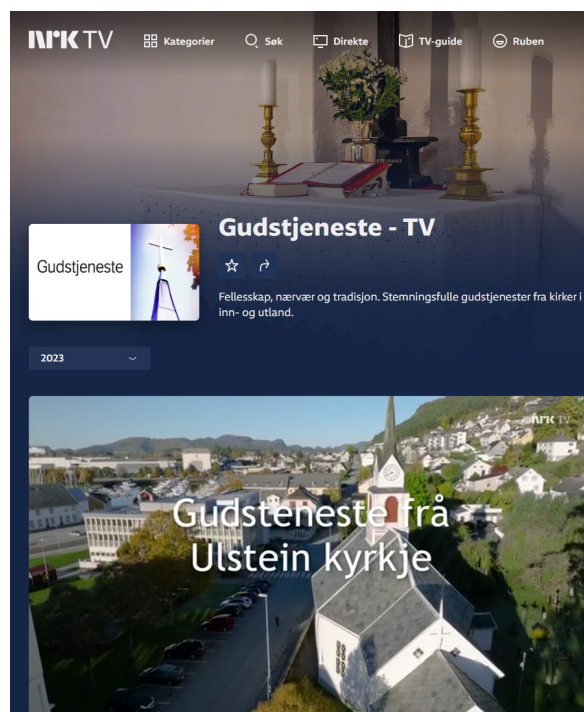 NRK TV
Kategorier
Søk
Direkte
TV-guide
Ruben
Gudstjeneste - TV
Gudstjeneste
Fellesskap, nærvær og tradisjon. Stemningsfulle gudstjenester fra kirker i
inn- og utland.
2023
NRK TV
Gudsteneste frå
Ulstein kyrkje